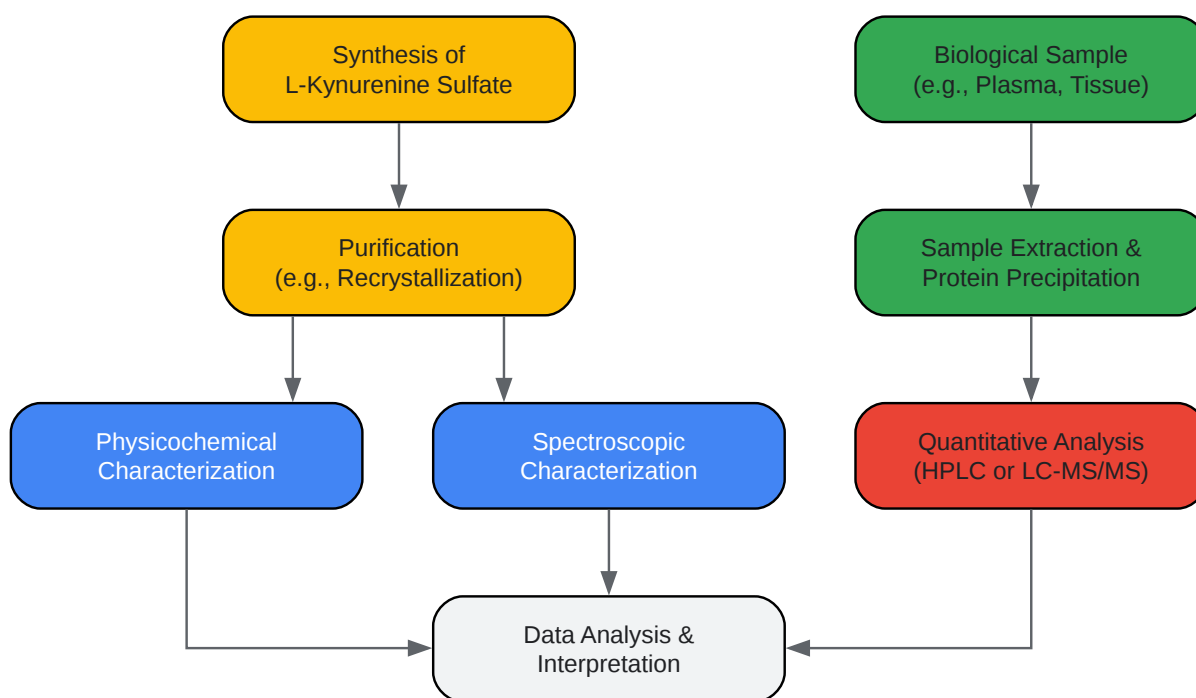 Synthesis of
L-Kynurenine Sulfate
Biological Sample
(e.g., Plasma, Tissue)
Purification
(e.g., Recrystallization)
Sample Extraction &
Protein Precipitation
Physicochemical
Characterization
Spectroscopic
Characterization
Quantitative Analysis
(HPLC or LC-MS/MS)
Data Analysis &
Interpretation